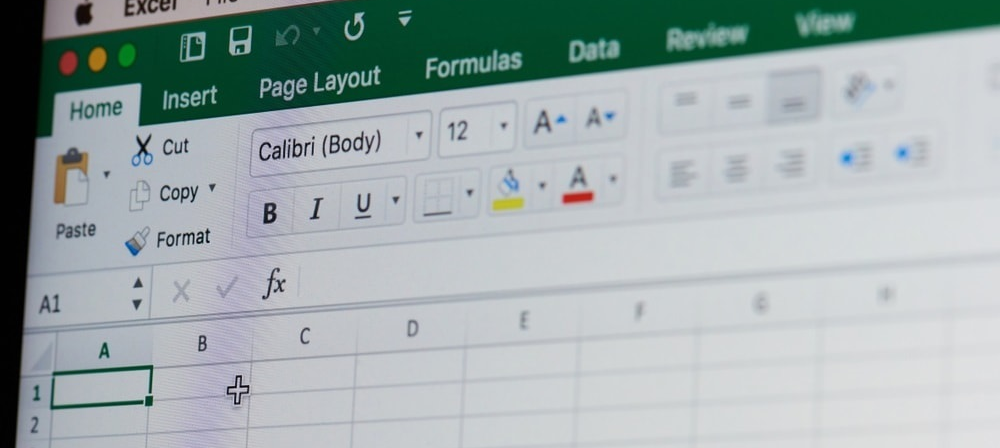 Excel
Home Insert Page Layout Formulas Data Review View
Cut
Calibri (Body) 12 A A
Copy
B I U A
Paste
Format
A1 fx
A B C D E F G H
1
2